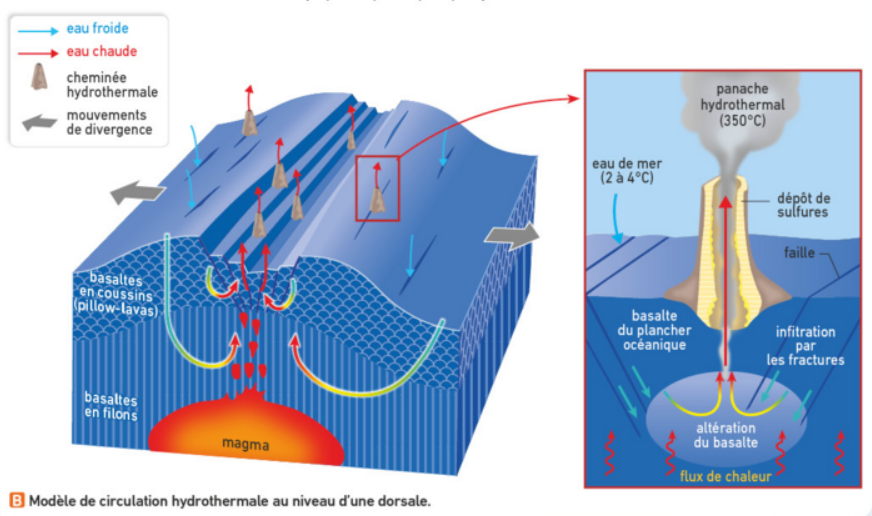 eau froide
eau chaude
cheminée
hydrothermale
mouvements
de divergence
basaltes
en coussins
(pillow-lavas)
basaltes
en filons
magma
panache
hydrothermal
(350°C)
eau de mer
(2 à 4°C)
dépôt de
sulfures
faille
basalte
du plancher
océanique
infitration
par
les fractures
altération
du basalte
flux de chaleur
B Modèle de circulation hydrothermale au niveau d'une dorsale.